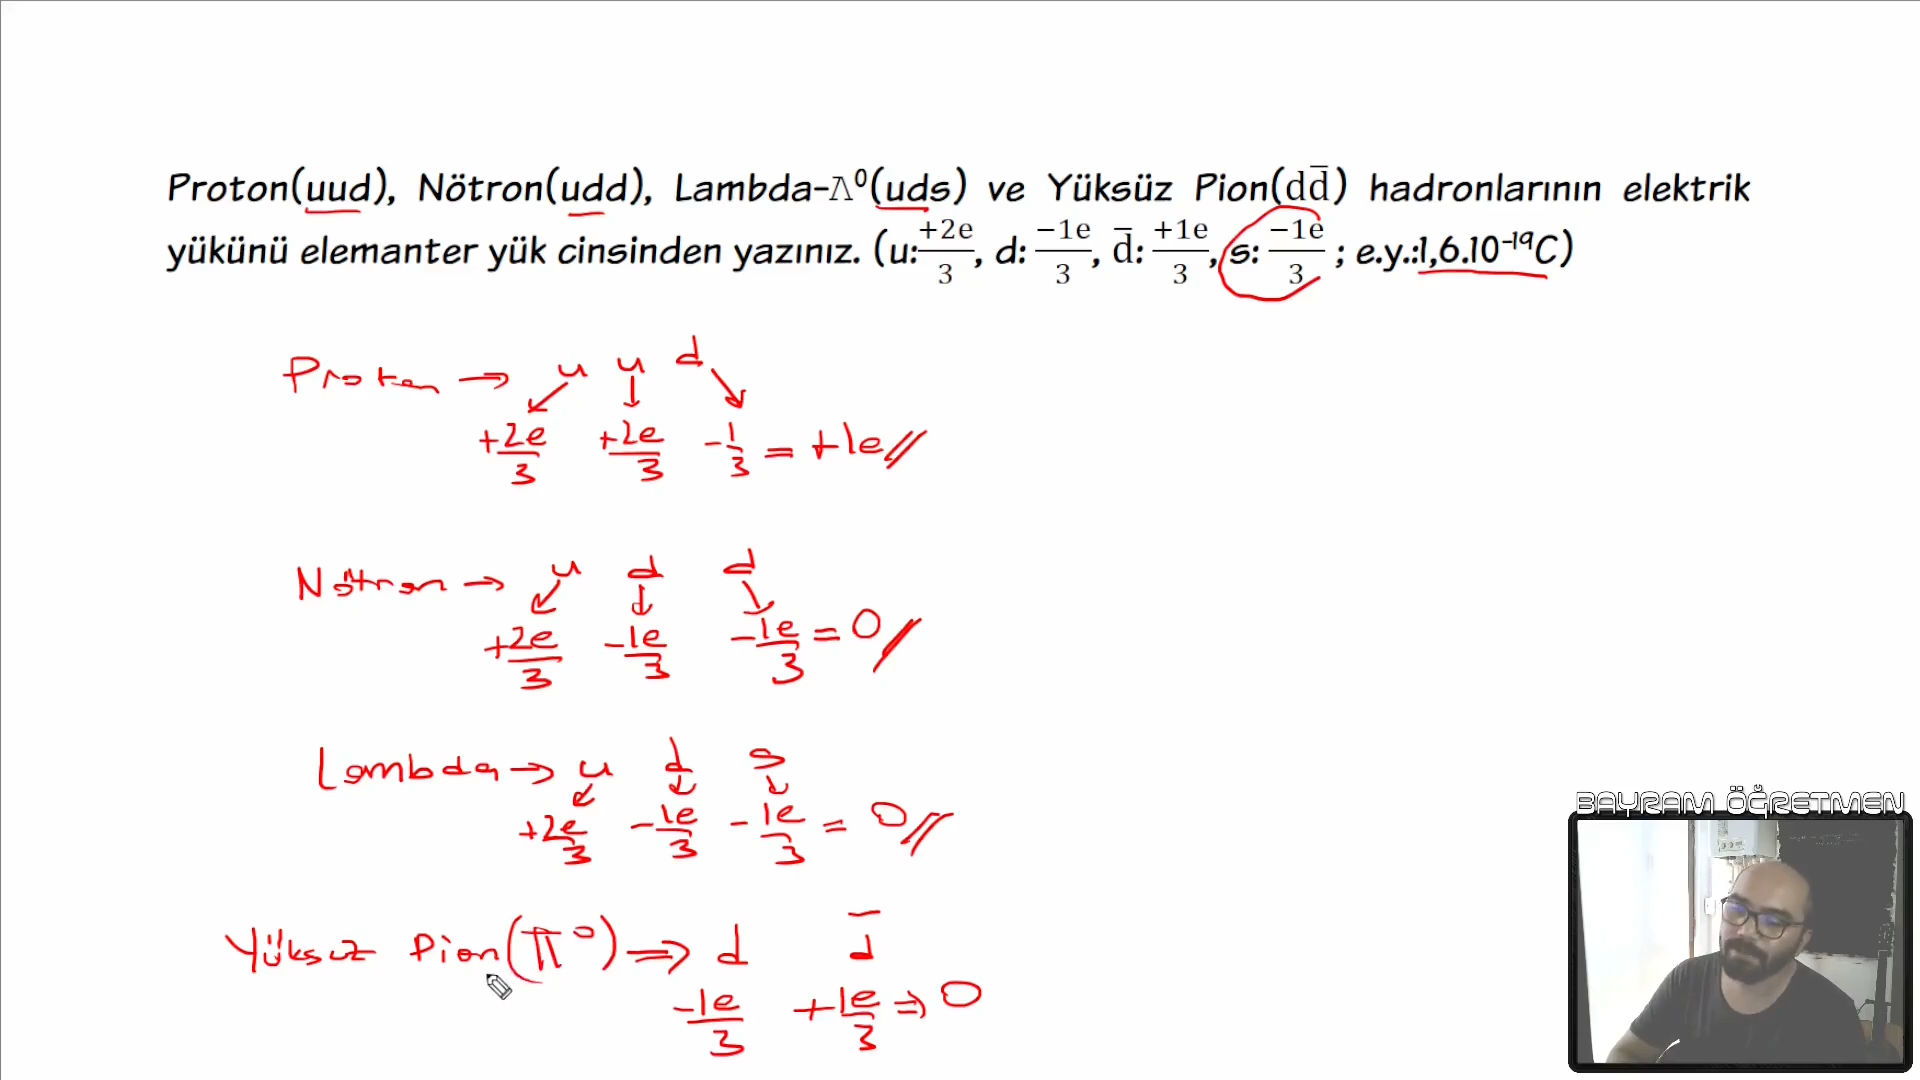 Proton(uud), Nötron(udd), Lambda-Λ⁰(uds) ve Yüksüz Pion(dd̄) hadronlarının elektrik
yükünü elemanter yük cinsinden yazınız. (u: +2e/3, d: −1e/3, d̄: +1e/3, s: −1e/3 ; e.y.:1,6.10⁻¹⁹C)
Proton → u u d
+2e/3 +2e/3 -1/3 = +1e
Nötron → u d d
+2e/3 -1e/3 -1e/3 = 0
Lambda → u d s
+2e/3 -1e/3 -1e/3 = 0
Yüksüz Pion(π⁰) ⇒ d d̄
-1e/3 +1e/3 ⇒ 0
BAYRAM ÖĞRETMEN